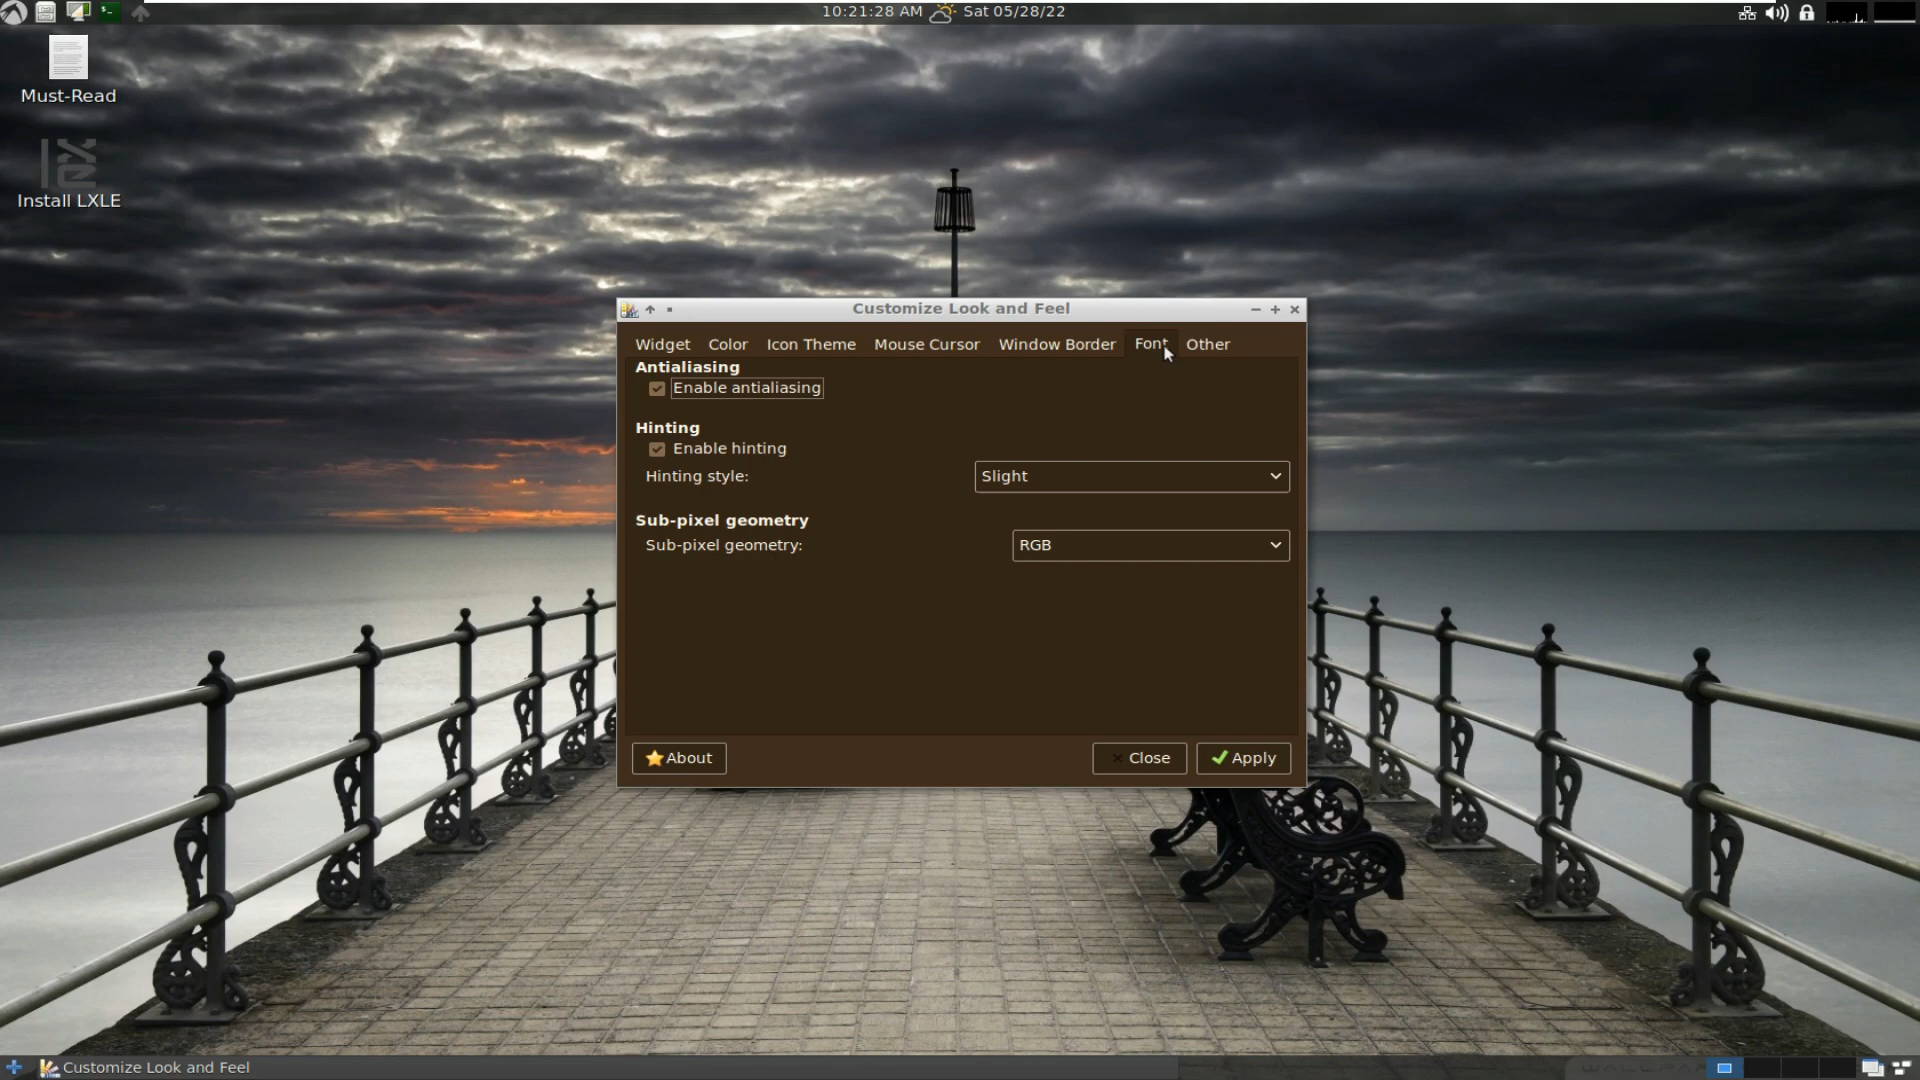 10:21:28 AM Sat 05/28/22
Must-Read
Install LXLE
Customize Look and Feel
Widget Color Icon Theme Mouse Cursor Window Border Font Other
Antialiasing
Enable antialiasing
Hinting
Enable hinting
Hinting style: Slight
Sub-pixel geometry
Sub-pixel geometry: RGB
About Close Apply
Customize Look and Feel